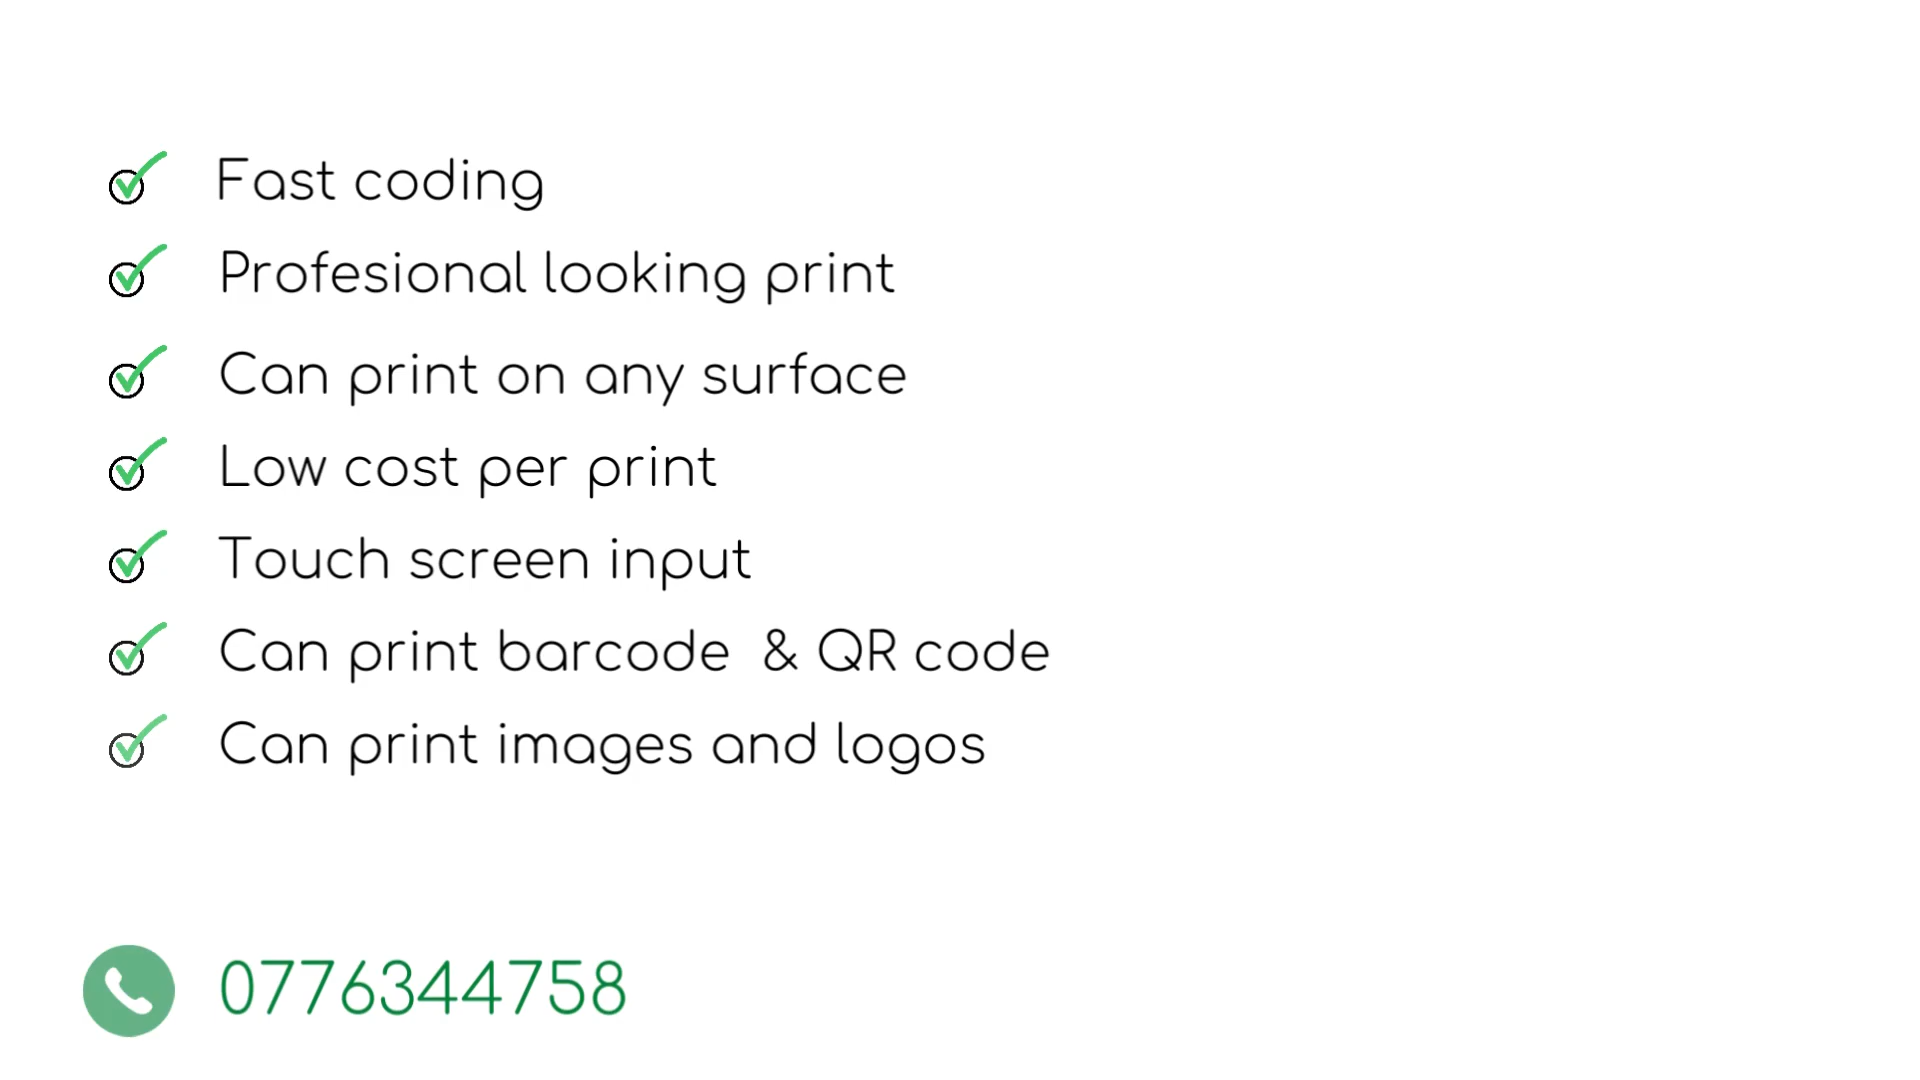 Fast coding
Profesional looking print
Can print on any surface
Low cost per print
Touch screen input
Can print barcode & QR code
Can print images and logos
0776344758